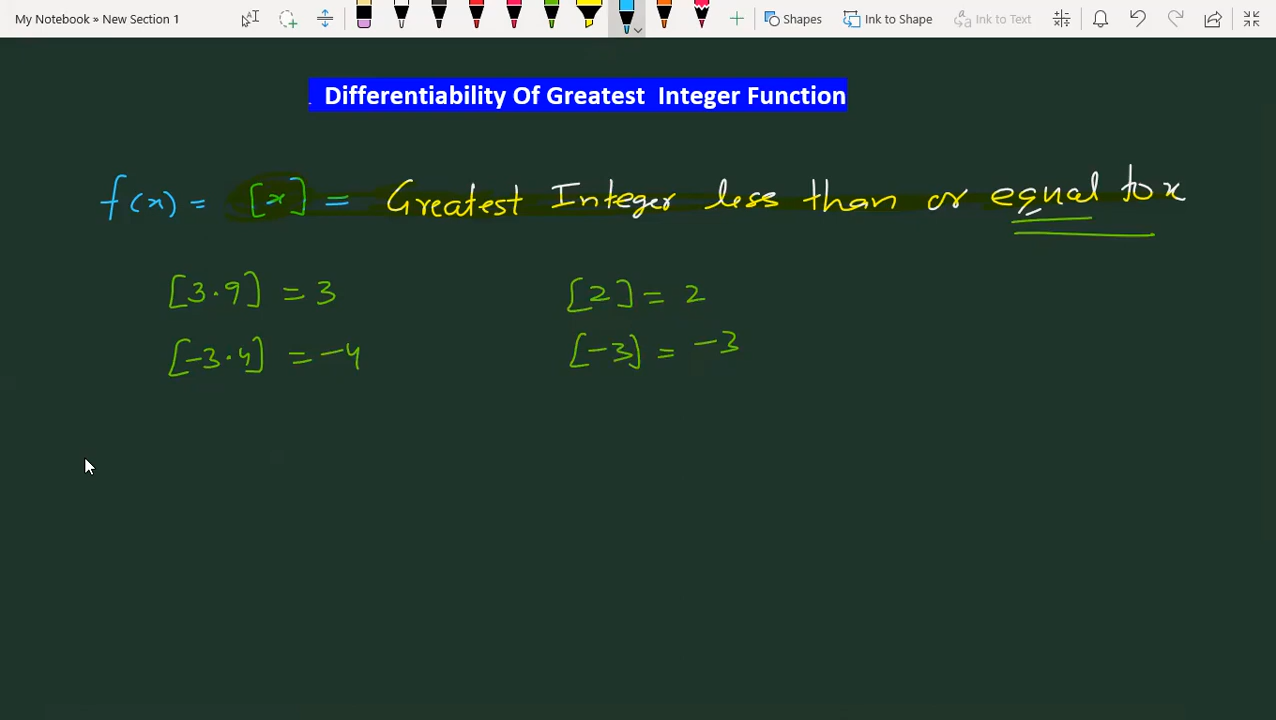 My Notebook » New Section 1
Shapes
Ink to Shape
Ink to Text
. Differentiability Of Greatest Integer Function
f(x) = [x] = Greatest Integer less than or equal to x
[3.9] = 3
[2] = 2
[-3.4] = -4
[-3] = -3